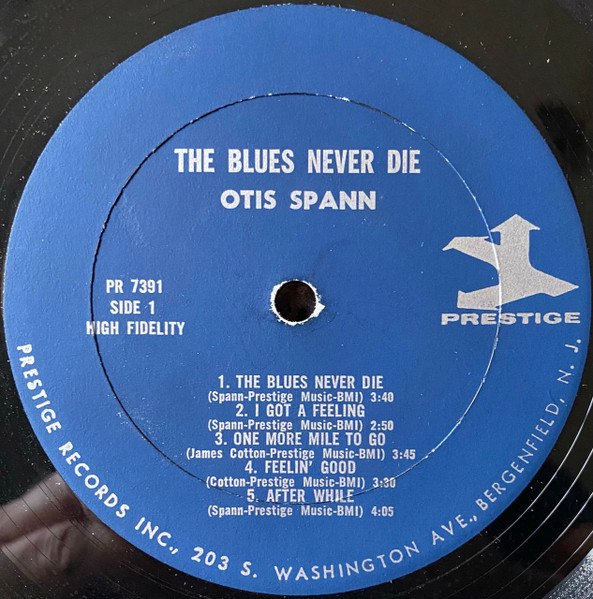 THE BLUES NEVER DIE
OTIS SPANN
PR 7391
SIDE 1
HIGH FIDELITY
PRESTIGE
1. THE BLUES NEVER DIE
(Spann-Prestige Music-BMI) 3:40
2. I GOT A FEELING
(Spann-Prestige Music-BMI) 2:50
3. ONE MORE MILE TO GO
(James Cotton-Prestige Music-BMI) 3:45
4. FEELIN' GOOD
(Cotton-Prestige Music-BMI) 3:30
5. AFTER WHILE
(Spann-Prestige Music-BMI) 4:05
PRESTIGE RECORDS INC., 203 S. WASHINGTON AVE., BERGENFIELD, N. J.